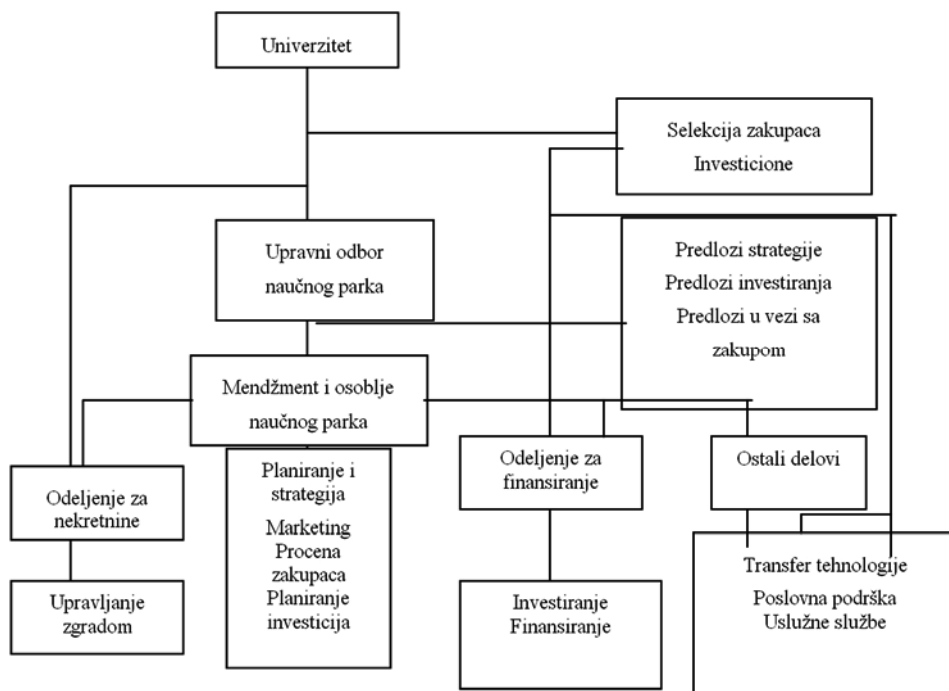 Univerzitet
Selekcija zakupaca
Investicione
Upravni odbor
naučnog parka
Predlozi strategije
Predlozi investiranja
Predlozi u vezi sa
zakupom
Mendžment i osoblje
naučnog parka
Odeljenje za
nekretnine
Planiranje i
strategija
Marketing
Procena
zakupaca
Planiranje
investicija
Odeljenje za
finansiranje
Ostali delovi
Upravljanje
zgradom
Investiranje
Finansiranje
Transfer tehnologije
Poslovna podrška
Uslužne službe